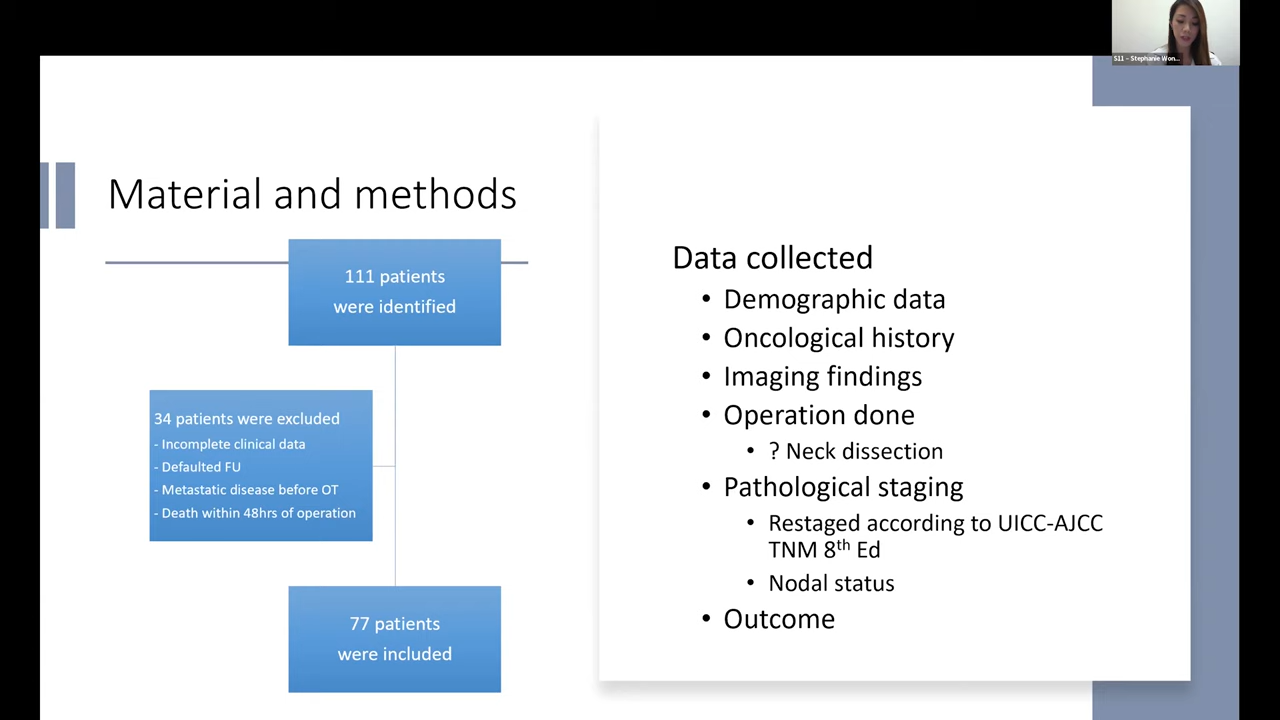 S11 – Stephanie Won...
Material and methods
111 patients
were identified
34 patients were excluded
- Incomplete clinical data
- Defaulted FU
- Metastatic disease before OT
- Death within 48hrs of operation
77 patients
were included
Data collected
• Demographic data
• Oncological history
• Imaging findings
• Operation done
• ? Neck dissection
• Pathological staging
• Restaged according to UICC-AJCC
TNM 8th Ed
• Nodal status
• Outcome